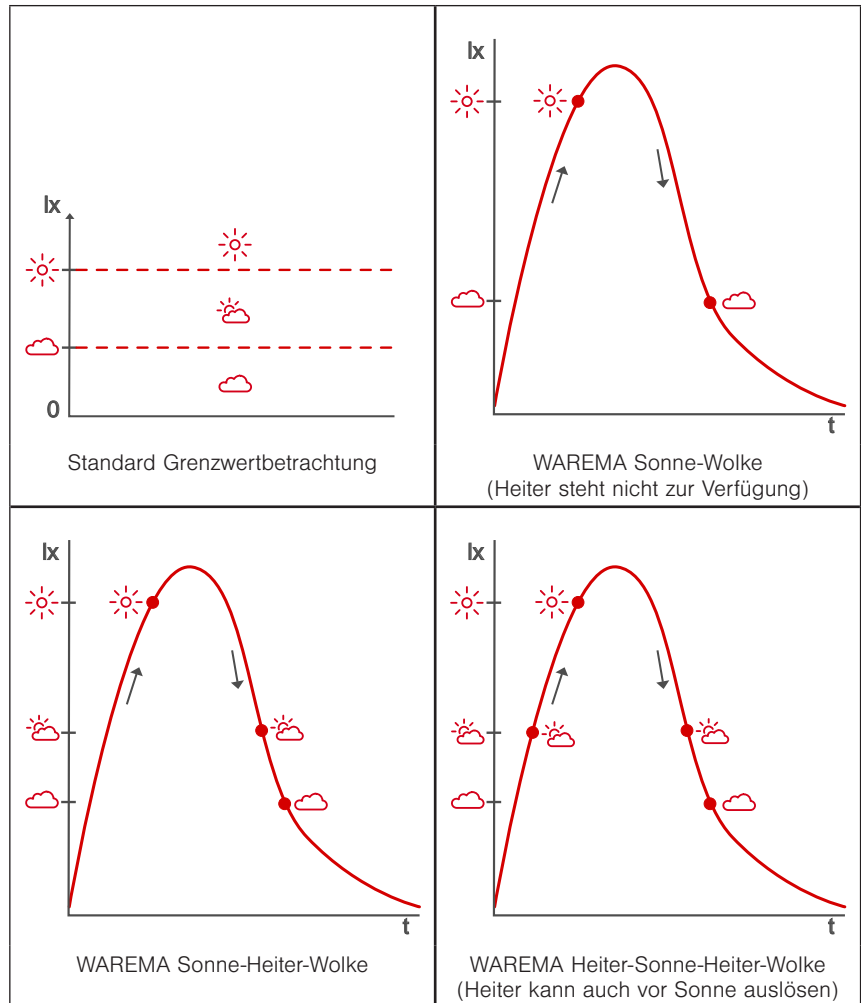 lx
0
Standard Grenzwertbetrachtung
lx
t
WAREMA Sonne-Wolke
(Heiter steht nicht zur Verfügung)
lx
t
WAREMA Sonne-Heiter-Wolke
lx
t
WAREMA Heiter-Sonne-Heiter-Wolke
(Heiter kann auch vor Sonne auslösen)